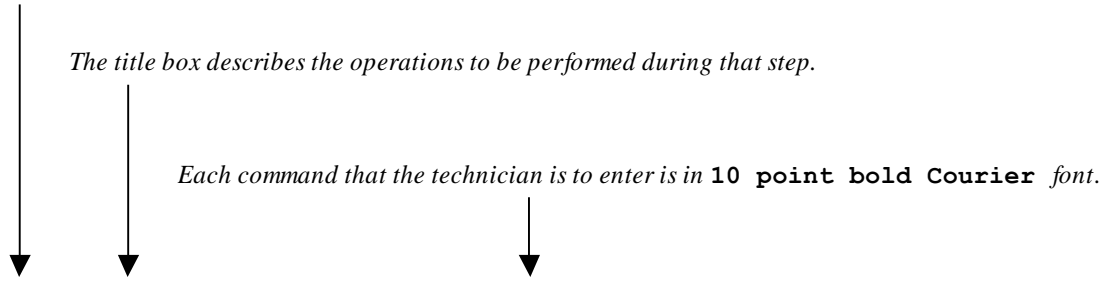 The title box describes the operations to be performed during that step.
Each command that the technician is to enter is in 10 point bold Courier font.